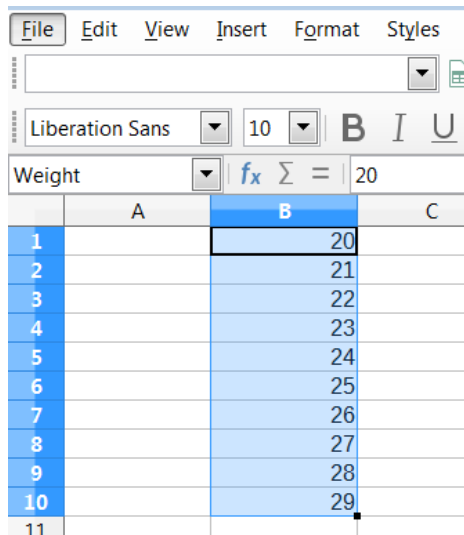 File Edit View Insert Format Styles
Liberation Sans 10 B I U
Weight fx Σ = 20
A B C
1 20
2 21
3 22
4 23
5 24
6 25
7 26
8 27
9 28
10 29
11